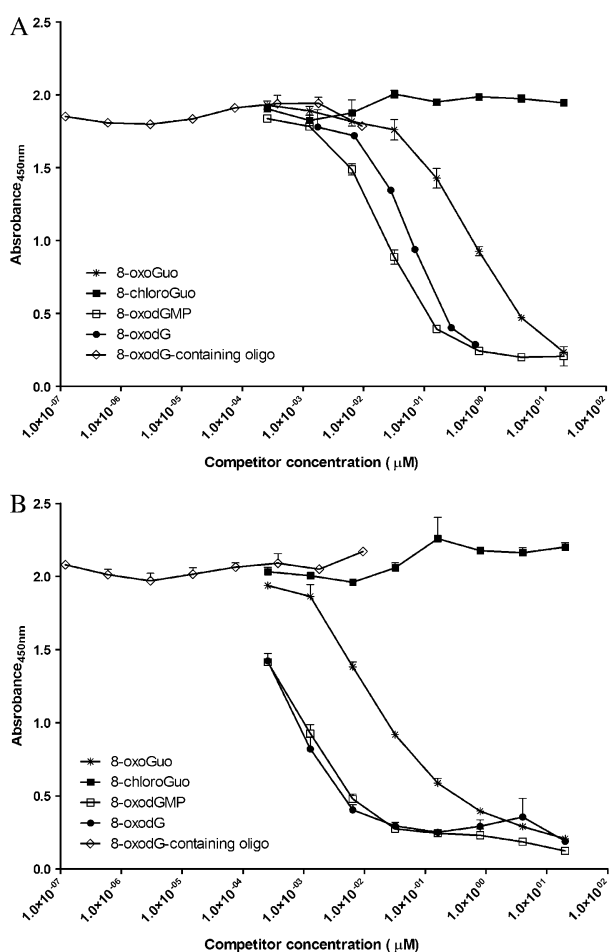 A
2.5
2.0
1.5
1.0
0.5
0.0
Absrobance450nm
8-oxoGuo
8-chloroGuo
8-oxodGMP
8-oxodG
8-oxodG-containing oligo
1.0×10-07
1.0×10-06
1.0×10-05
1.0×10-04
1.0×10-03
1.0×10-02
1.0×10-01
1.0×1000
1.0×1001
1.0×1002
Competitor concentration ( μM)
B
2.5
2.0
1.5
1.0
0.5
0.0
Absrobance450nm
8-oxoGuo
8-chloroGuo
8-oxodGMP
8-oxodG
8-oxodG-containing oligo
1.0×10-07
1.0×10-06
1.0×10-05
1.0×10-04
1.0×10-03
1.0×10-02
1.0×10-01
1.0×1000
1.0×1001
1.0×1002
Competitor concentration ( μM)